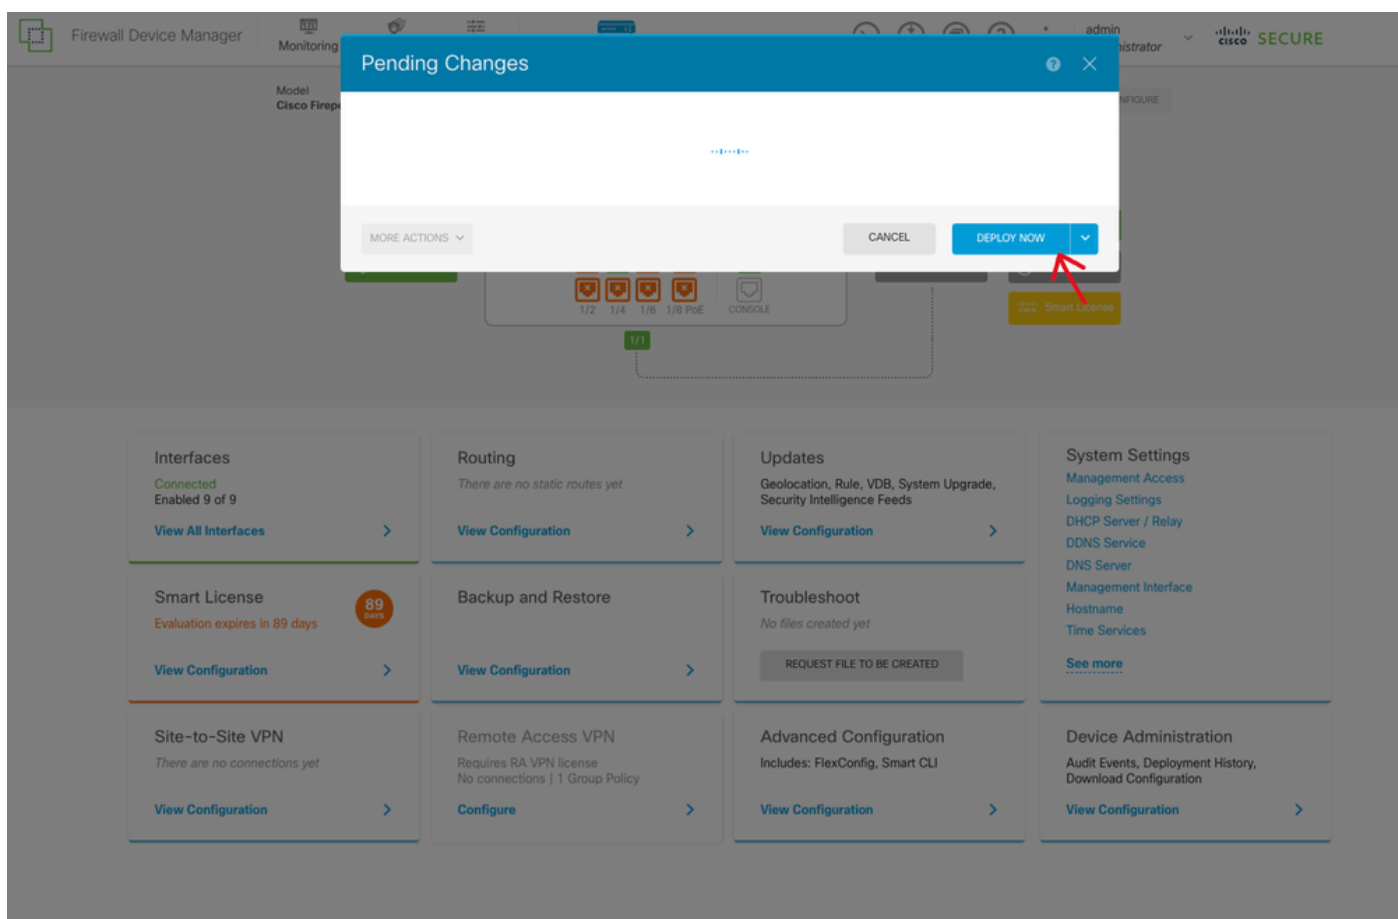 Firewall Device Manager
Monitoring
admin
istrator
cisco SECURE
Pending Changes
Model
Cisco Firep
NFIGURE
MORE ACTIONS
CANCEL
DEPLOY NOW
1/2 1/4 1/6 1/8 PoE
CONSOLE
Smart License
1/1
Interfaces
Connected
Enabled 9 of 9
View All Interfaces
Routing
There are no static routes yet
View Configuration
Updates
Geolocation, Rule, VDB, System Upgrade,
Security Intelligence Feeds
View Configuration
System Settings
Management Access
Logging Settings
DHCP Server / Relay
DDNS Service
DNS Server
Management Interface
Hostname
Time Services
See more
Smart License
Evaluation expires in 89 days
89
DAYS
View Configuration
Backup and Restore
View Configuration
Troubleshoot
No files created yet
REQUEST FILE TO BE CREATED
Site-to-Site VPN
There are no connections yet
View Configuration
Remote Access VPN
Requires RA VPN license
No connections | 1 Group Policy
Configure
Advanced Configuration
Includes: FlexConfig, Smart CLI
View Configuration
Device Administration
Audit Events, Deployment History,
Download Configuration
View Configuration